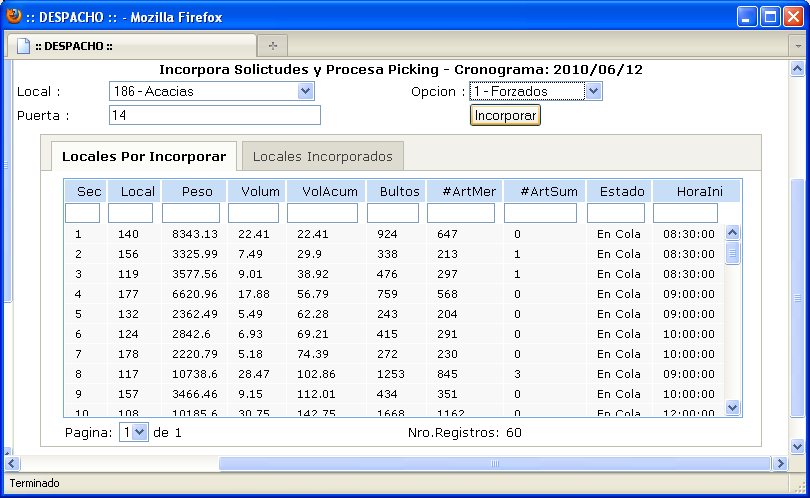 :: DESPACHO :: - Mozilla Firefox
:: DESPACHO ::
Incorpora Solictudes y Procesa Picking - Cronograma: 2010/06/12
Local : 186 - Acacias Opcion : 1 - Forzados
Puerta : 14 Incorporar
Locales Por Incorporar Locales Incorporados
Sec Local Peso Volum VolAcum Bultos #ArtMer #ArtSum Estado HoraIni
1 140 8343.13 22.41 22.41 924 647 0 En Cola 08:30:00
2 156 3325.99 7.49 29.9 338 213 1 En Cola 08:30:00
3 119 3577.56 9.01 38.92 476 297 1 En Cola 08:30:00
4 177 6620.96 17.88 56.79 759 568 0 En Cola 09:00:00
5 132 2362.49 5.49 62.28 243 204 0 En Cola 09:00:00
6 124 2842.6 6.93 69.21 415 291 0 En Cola 10:00:00
7 178 2220.79 5.18 74.39 272 230 0 En Cola 10:00:00
8 117 10738.6 28.47 102.86 1253 845 3 En Cola 09:00:00
9 157 3466.46 9.15 112.01 434 351 0 En Cola 10:00:00
10 108 10185.6 30.75 142.75 1668 1162 0 En Cola 12:00:00
Pagina: 1 de 1 Nro.Registros: 60
Terminado